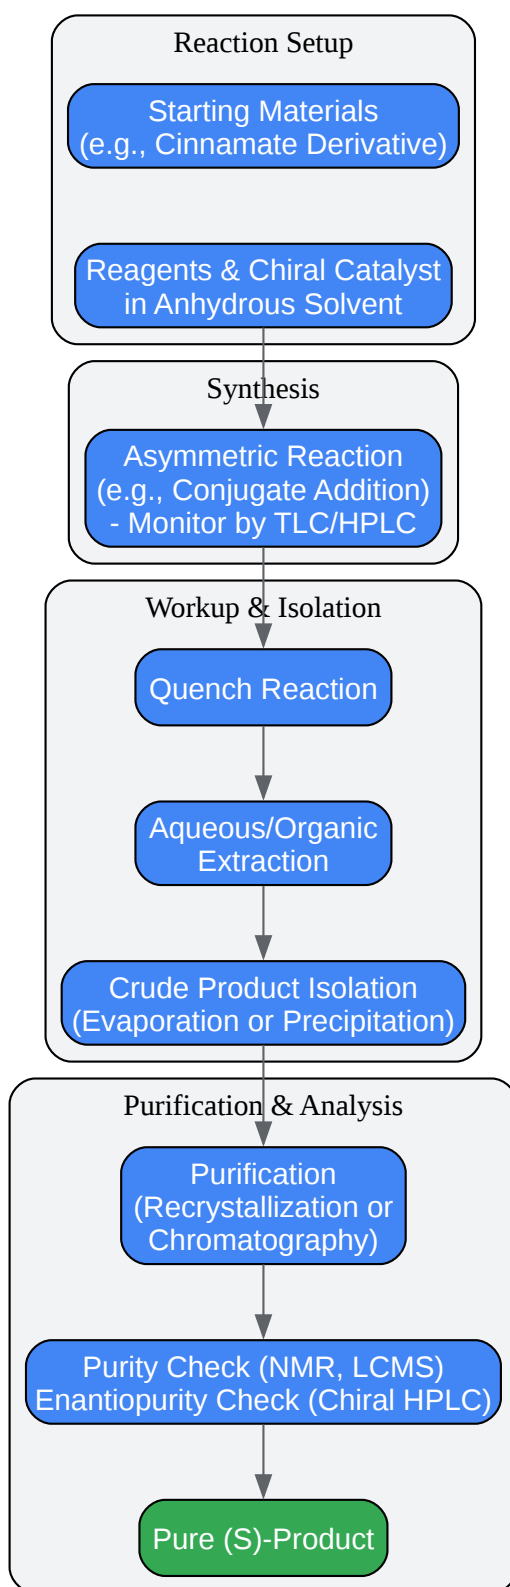 Reaction Setup
Starting Materials
(e.g., Cinnamate Derivative)
Reagents & Chiral Catalyst
in Anhydrous Solvent
Synthesis
Asymmetric Reaction
(e.g., Conjugate Addition)
- Monitor by TLC/HPLC
Workup & Isolation
Quench Reaction
Aqueous/Organic
Extraction
Crude Product Isolation
(Evaporation or Precipitation)
Purification & Analysis
Purification
(Recrystallization or
Chromatography)
Purity Check (NMR, LCMS)
Enantiopurity Check (Chiral HPLC)
Pure (S)-Product